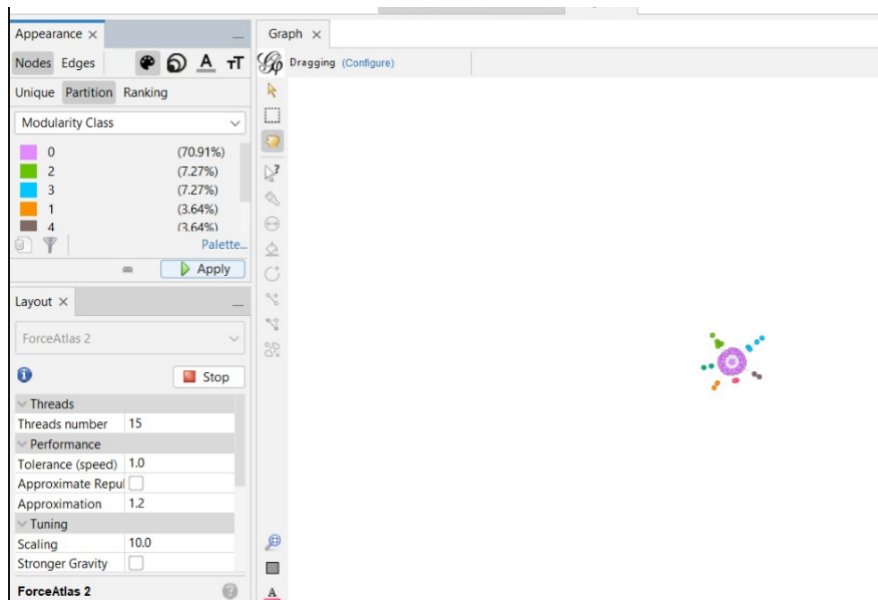 Appearance ×
Graph ×
Nodes Edges A тT
Dragging (Configure)
Unique Partition Ranking
Modularity Class
0 (70.91%)
2 (7.27%)
3 (7.27%)
1 (3.64%)
4 (3.64%)
Palette...
Apply
Layout ×
ForceAtlas 2
Stop
Threads
Threads number 15
Performance
Tolerance (speed) 1.0
Approximate Repul
Approximation 1.2
Tuning
Scaling 10.0
Stronger Gravity
ForceAtlas 2
A